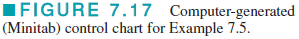 ■ FIGURE 7.17 Computer-generated
(Minitab) control chart for Example 7.5.